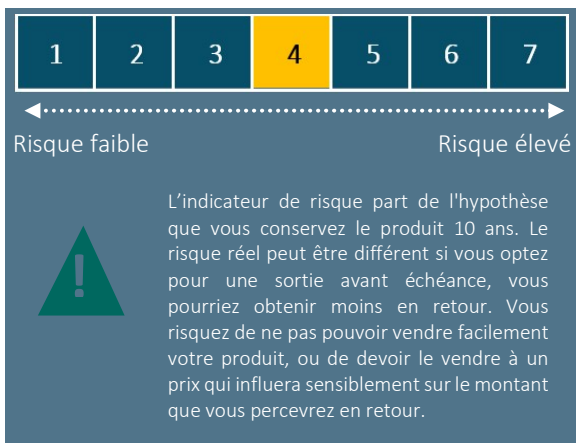 1 2 3 4 5 6 7
Risque faible Risque élevé
L’indicateur de risque part de l'hypothèse
que vous conservez le produit 10 ans. Le
risque réel peut être différent si vous optez
pour une sortie avant échéance, vous
pourriez obtenir moins en retour. Vous
risquez de ne pas pouvoir vendre facilement
votre produit, ou de devoir le vendre à un
prix qui influera sensiblement sur le montant
que vous percevrez en retour.
!